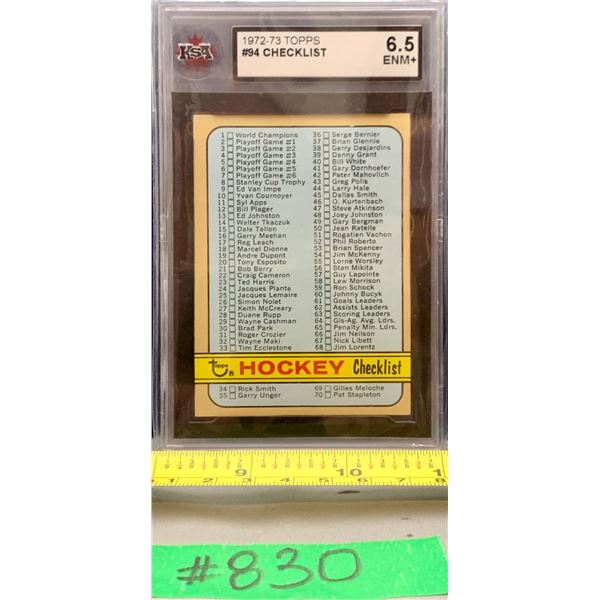 KSA
1972-73 TOPPS
#94 CHECKLIST
6.5
ENM+
1 World Champions
2 Playoff Game #1
3 Playoff Game #2
4 Playoff Game #3
5 Playoff Game #4
6 Playoff Game #5
7 Playoff Game #6
8 Stanley Cup Trophy
9 Ed Van Impe
10 Yvan Cournoyer
11 Syl Apps
12 Bill Plager
13 Ed Johnston
14 Walter Tkaczuk
15 Dale Tallon
16 Garry Meehan
17 Reg Leach
18 Marcel Dionne
19 Andre Dupont
20 Tony Esposito
21 Bob Berry
22 Craig Cameron
23 Ted Harris
24 Jacques Plante
25 Jacques Lemaire
26 Simon Nolet
27 Keith McCreary
28 Duane Rupp
29 Wayne Cashman
30 Brad Park
31 Roger Crozier
32 Wayne Maki
33 Tim Ecclestone
36 Serge Bernier
37 Brian Glennie
38 Gerry Desjardins
39 Danny Grant
40 Bill White
41 Gary Dornhoefer
42 Peter Mahovlich
43 Greg Polis
44 Larry Hale
45 Dallas Smith
46 O. Kurtenbach
47 Steve Atkinson
48 Joey Johnston
49 Gary Bergman
50 Jean Ratelle
51 Rogatien Vachon
52 Phil Roberto
53 Brian Spencer
54 Jim McKenny
55 Lorne Worsley
56 Stan Mikita
57 Guy Lapointe
58 Lew Morrison
59 Ron Schock
60 Johnny Bucyk
61 Goals Leaders
62 Assists Leaders
63 Scoring Leaders
64 Gls-Ag. Avg. Ldrs.
65 Penalty Min. Ldrs.
66 Jim Neilson
67 Nick Libett
68 Jim Lorentz
Topps ® HOCKEY Checklist
34 Rick Smith
35 Garry Unger
69 Gilles Meloche
70 Pat Stapleton
9 10
1 2 3 4 5 6 7 8
#830